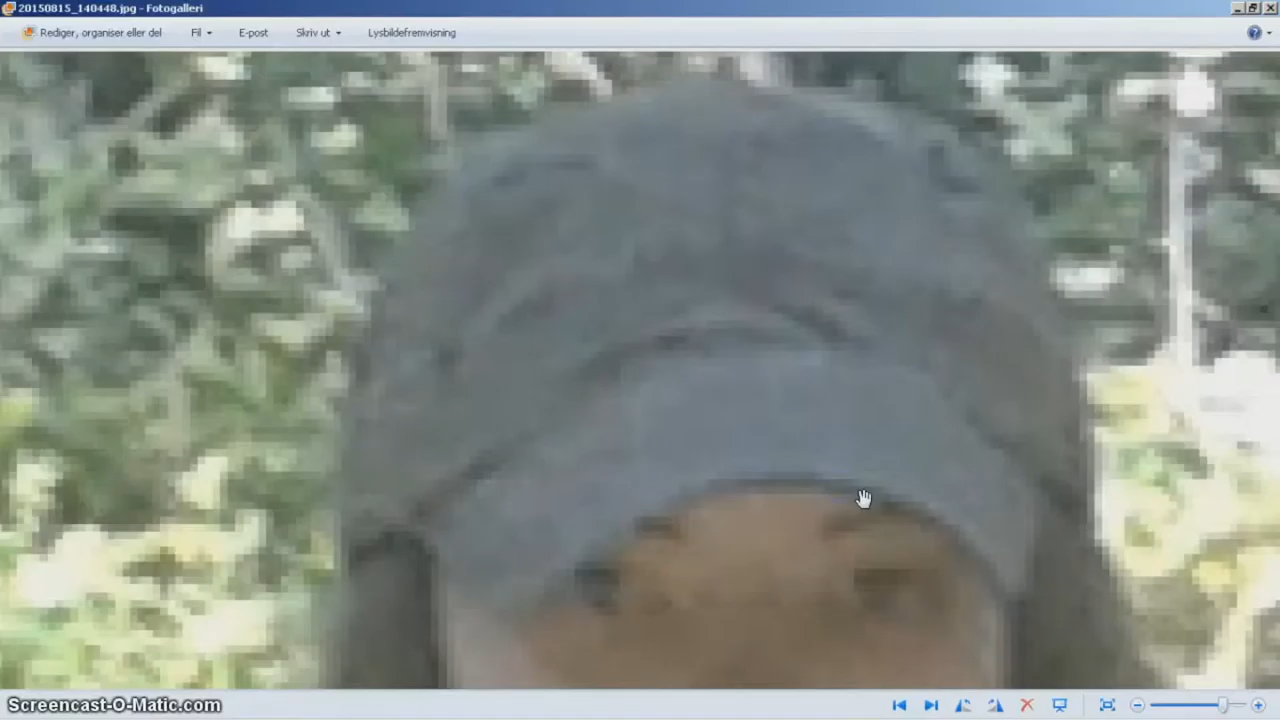 20150815_140448.jpg - Fotogalleri
Rediger, organiser eller del Fil E-post Skriv ut Lysbildefremvisning
Screencast-O-Matic.com